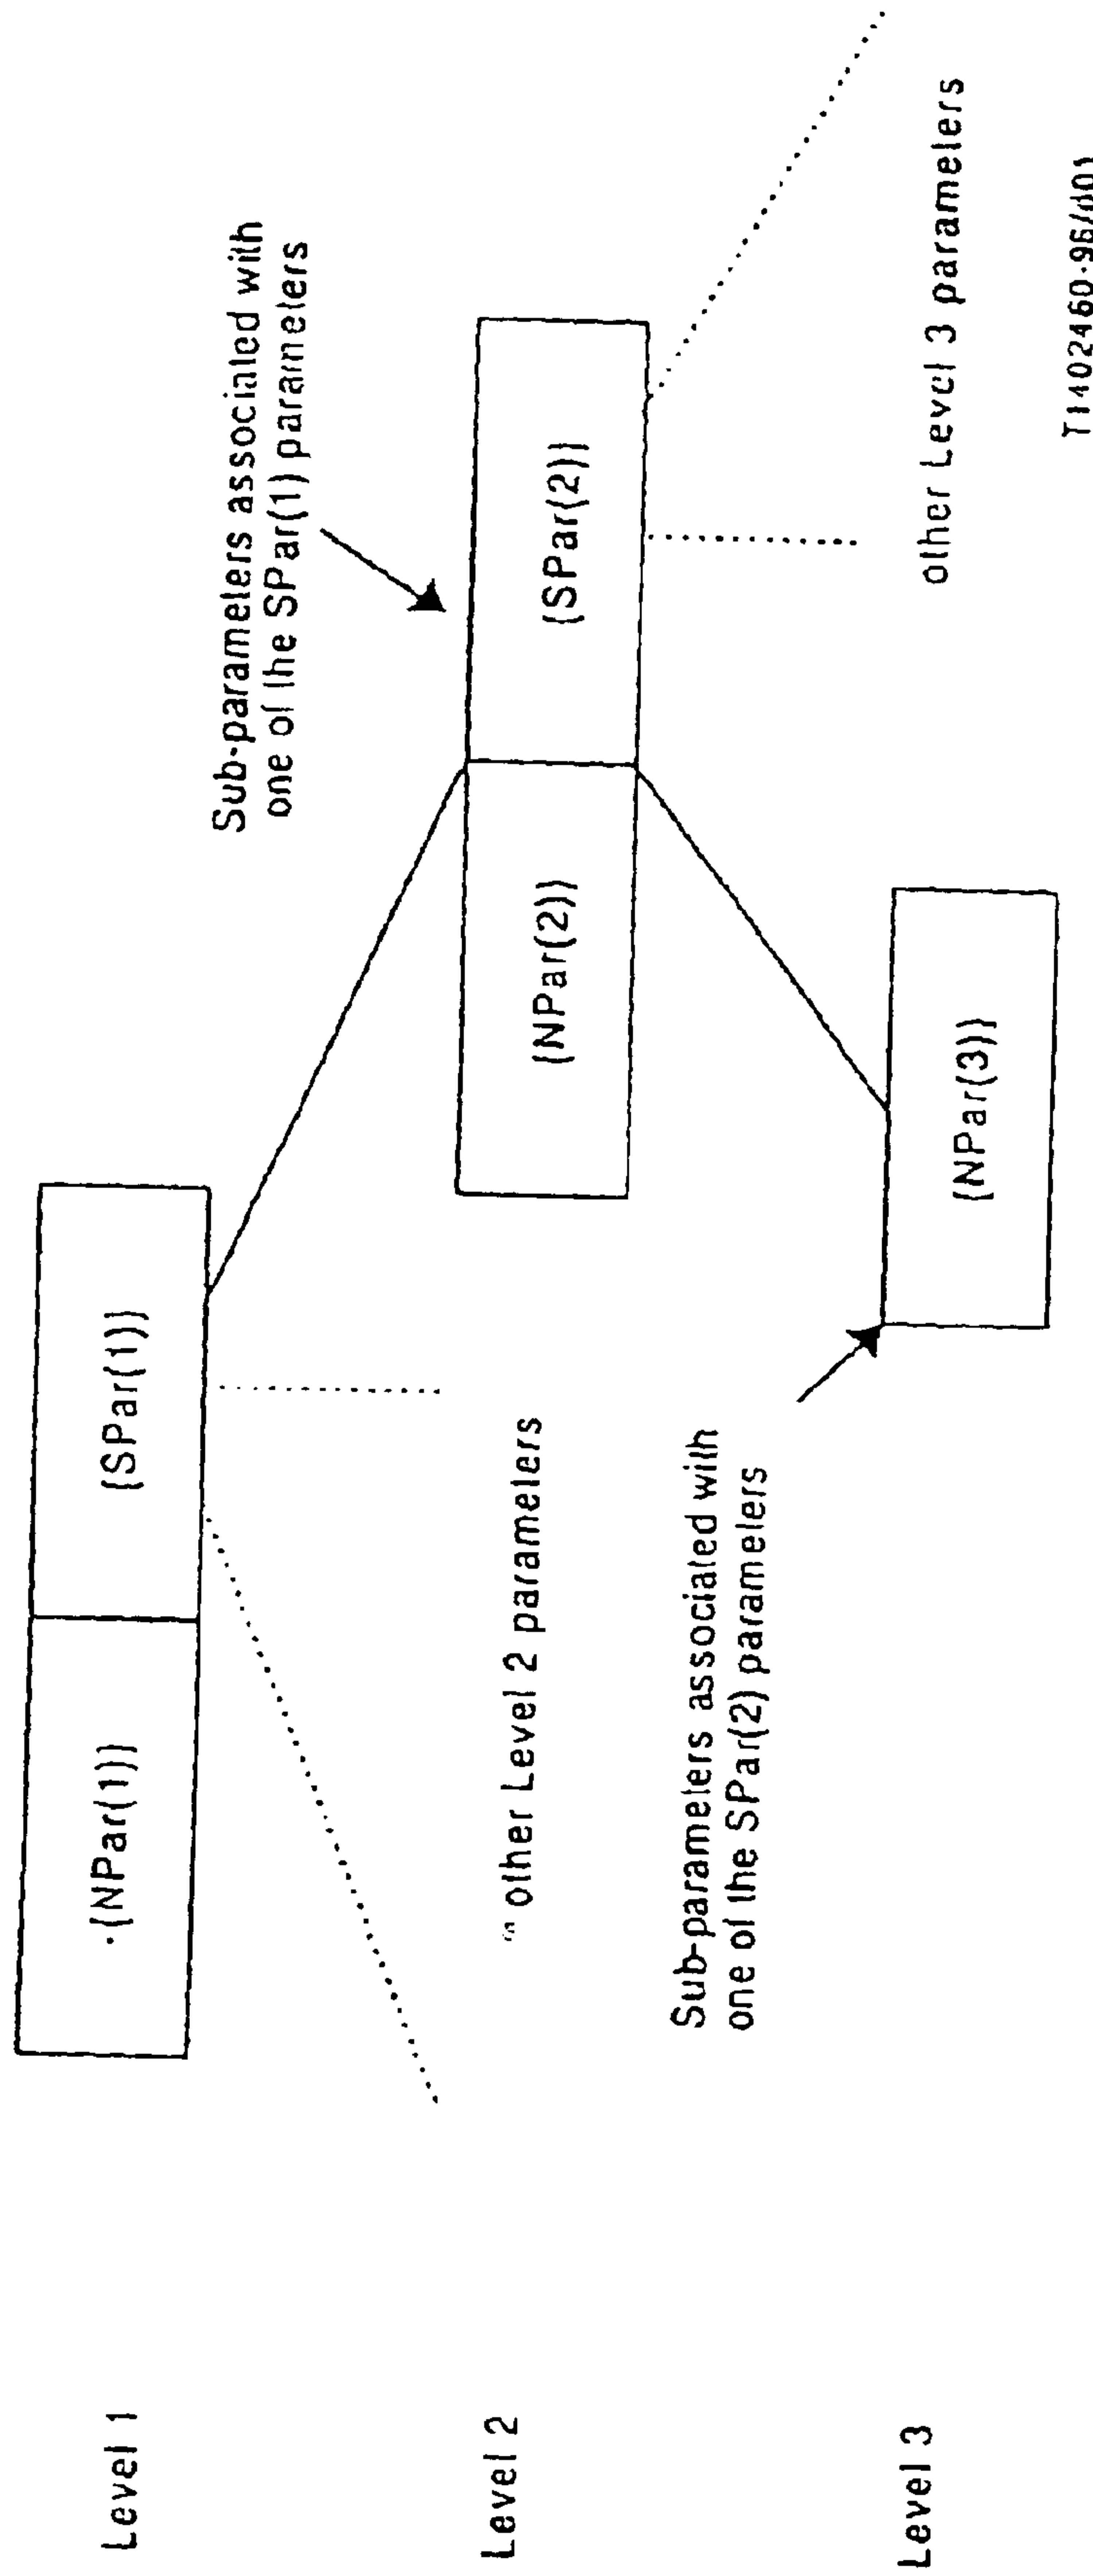 Level 1
{NPar(1)}
{SPar(1)}
Sub-parameters associated with
one of the SPar(1) parameters
Level 2
other Level 2 parameters
{NPar(2)}
{SPar(2)}
Sub-parameters associated with
one of the SPar(2) parameters
Level 3
{NPar(3)}
other Level 3 parameters
T1402460-96/d01